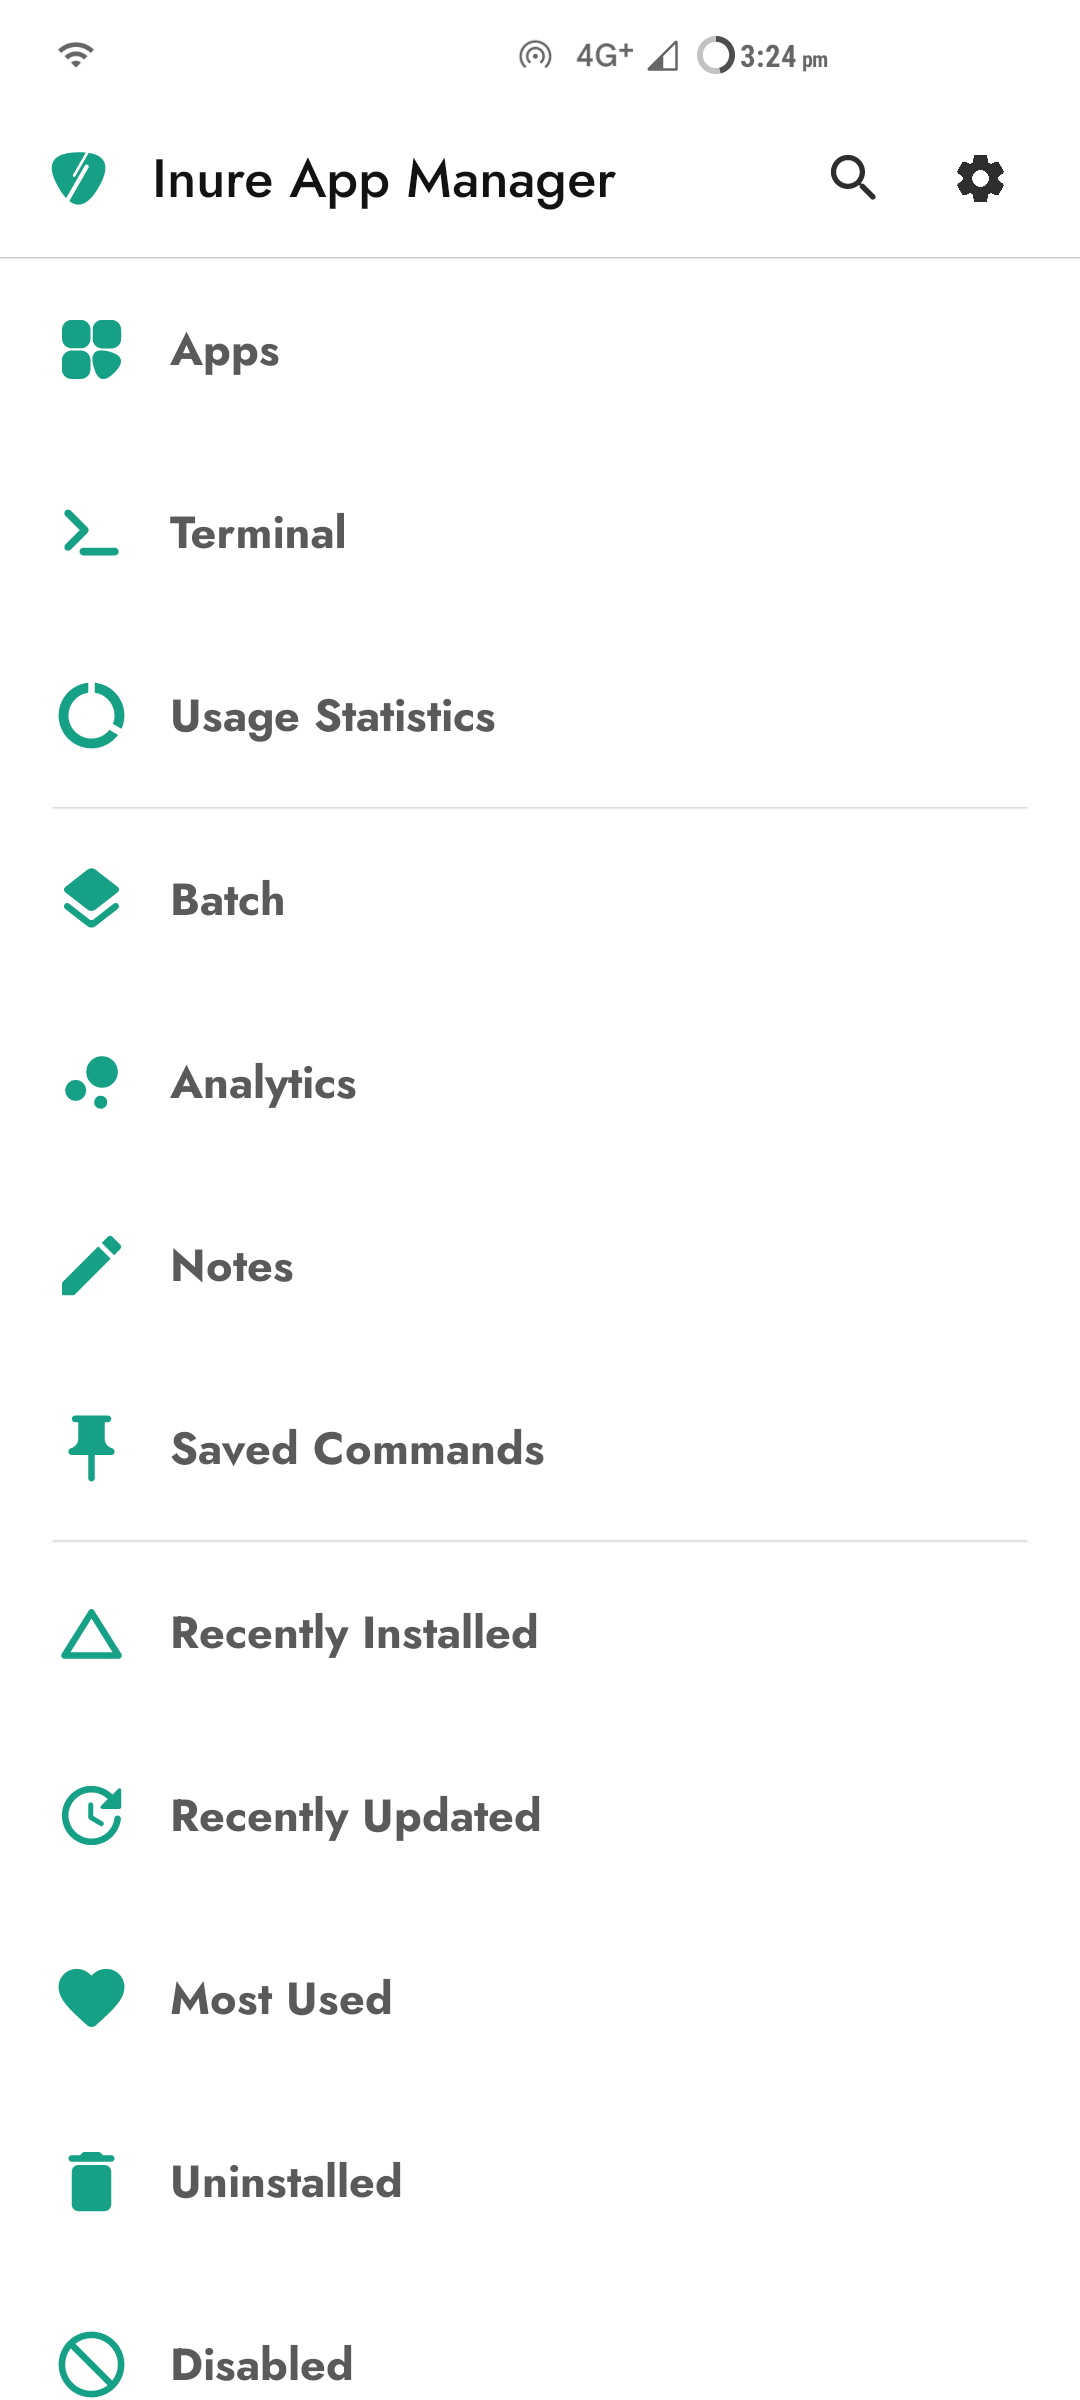 4G+ 3:24 pm
Inure App Manager
Apps
Terminal
Usage Statistics
Batch
Analytics
Notes
Saved Commands
Recently Installed
Recently Updated
Most Used
Uninstalled
Disabled